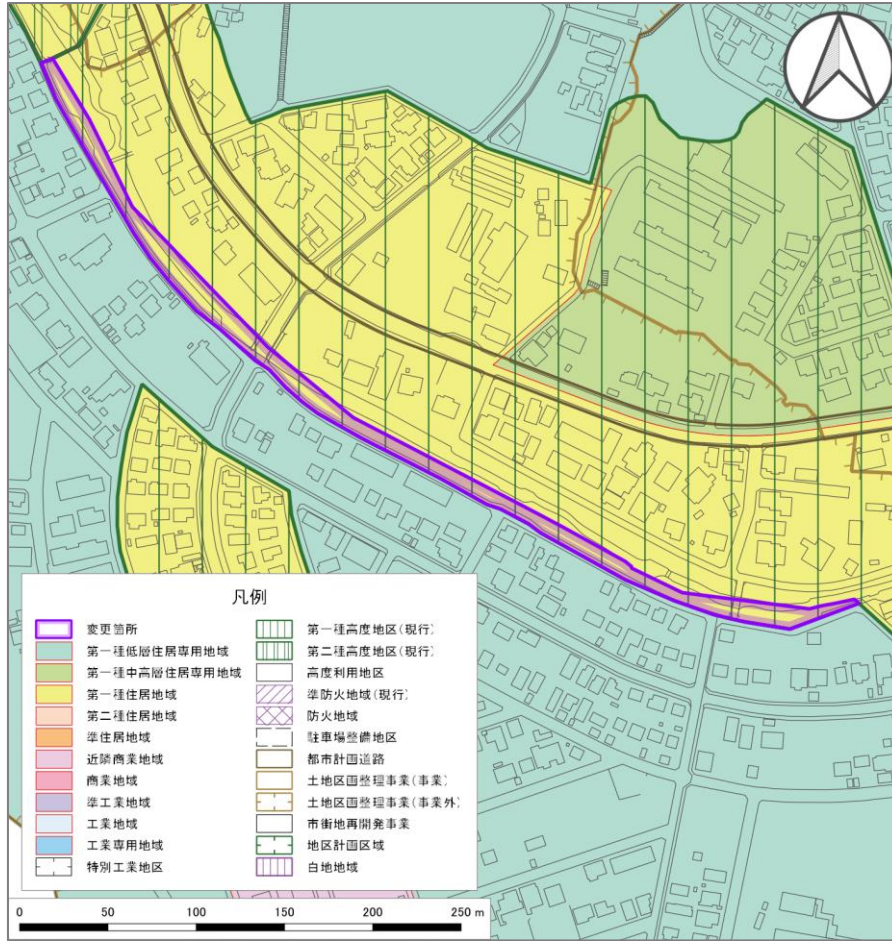 凡例
変更箇所
第一種低層住居専用地域
第一種中高層住居専用地域
第一種住居地域
第二種住居地域
準住居地域
近隣商業地域
商業地域
準工業地域
工業地域
工業専用地域
特別工業地区
第一種高度地区(現行)
第二種高度地区(現行)
高度利用地区
準防火地域(現行)
防火地域
駐車場整備地区
都市計画道路
土地区画整理事業(事業)
土地区画整理事業(事業外)
市街地再開発事業
地区計画区域
白地地域
0 50 100 150 200 250 m